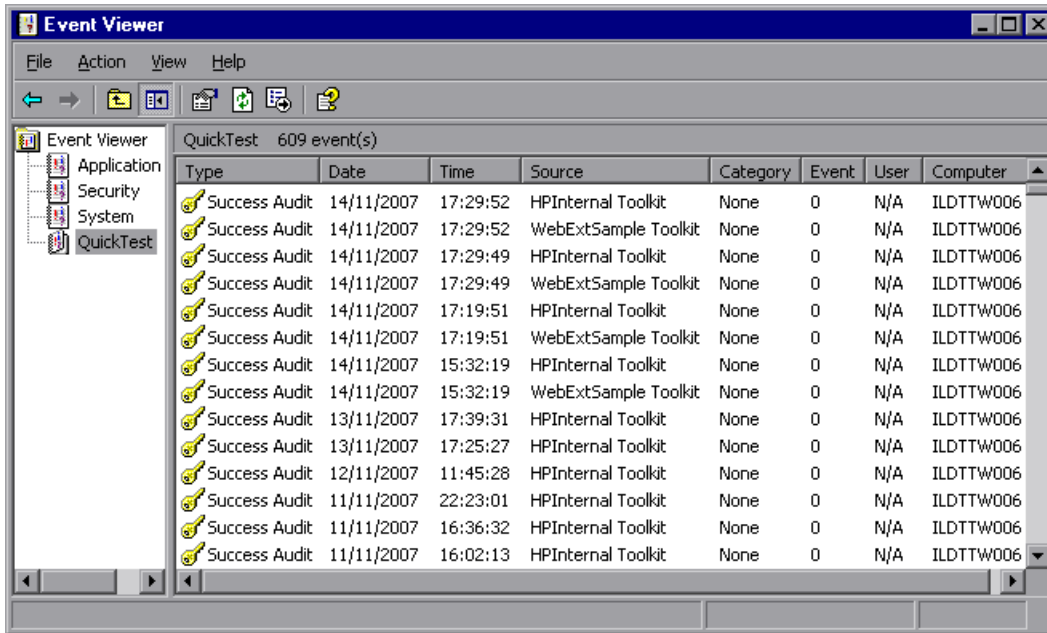 Event Viewer
File Action View Help
Event Viewer
Application
Security
System
QuickTest
QuickTest 609 event(s)
Type Date Time Source Category Event User Computer
Success Audit 14/11/2007 17:29:52 HPInternal Toolkit None 0 N/A ILDTTW006
Success Audit 14/11/2007 17:29:52 WebExtSample Toolkit None 0 N/A ILDTTW006
Success Audit 14/11/2007 17:29:49 HPInternal Toolkit None 0 N/A ILDTTW006
Success Audit 14/11/2007 17:29:49 WebExtSample Toolkit None 0 N/A ILDTTW006
Success Audit 14/11/2007 17:19:51 HPInternal Toolkit None 0 N/A ILDTTW006
Success Audit 14/11/2007 17:19:51 WebExtSample Toolkit None 0 N/A ILDTTW006
Success Audit 14/11/2007 15:32:19 HPInternal Toolkit None 0 N/A ILDTTW006
Success Audit 14/11/2007 15:32:19 WebExtSample Toolkit None 0 N/A ILDTTW006
Success Audit 13/11/2007 17:39:31 HPInternal Toolkit None 0 N/A ILDTTW006
Success Audit 13/11/2007 17:25:27 HPInternal Toolkit None 0 N/A ILDTTW006
Success Audit 12/11/2007 11:45:28 HPInternal Toolkit None 0 N/A ILDTTW006
Success Audit 11/11/2007 22:23:01 HPInternal Toolkit None 0 N/A ILDTTW006
Success Audit 11/11/2007 16:36:32 HPInternal Toolkit None 0 N/A ILDTTW006
Success Audit 11/11/2007 16:02:13 HPInternal Toolkit None 0 N/A ILDTTW006